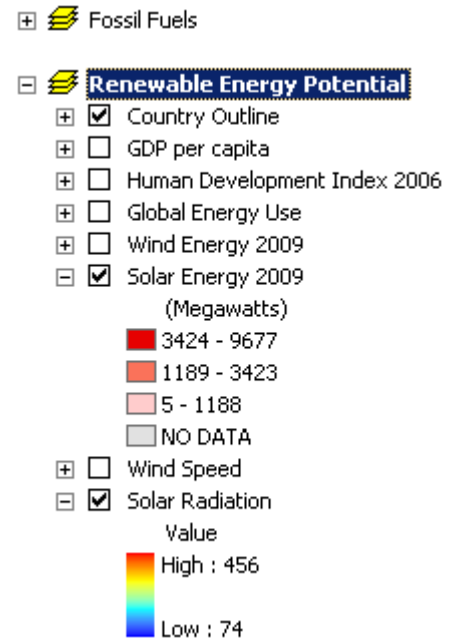 Fossil Fuels
Renewable Energy Potential
Country Outline
GDP per capita
Human Development Index 2006
Global Energy Use
Wind Energy 2009
Solar Energy 2009
(Megawatts)
3424 - 9677
1189 - 3423
5 - 1188
NO DATA
Wind Speed
Solar Radiation
Value
High : 456
Low : 74